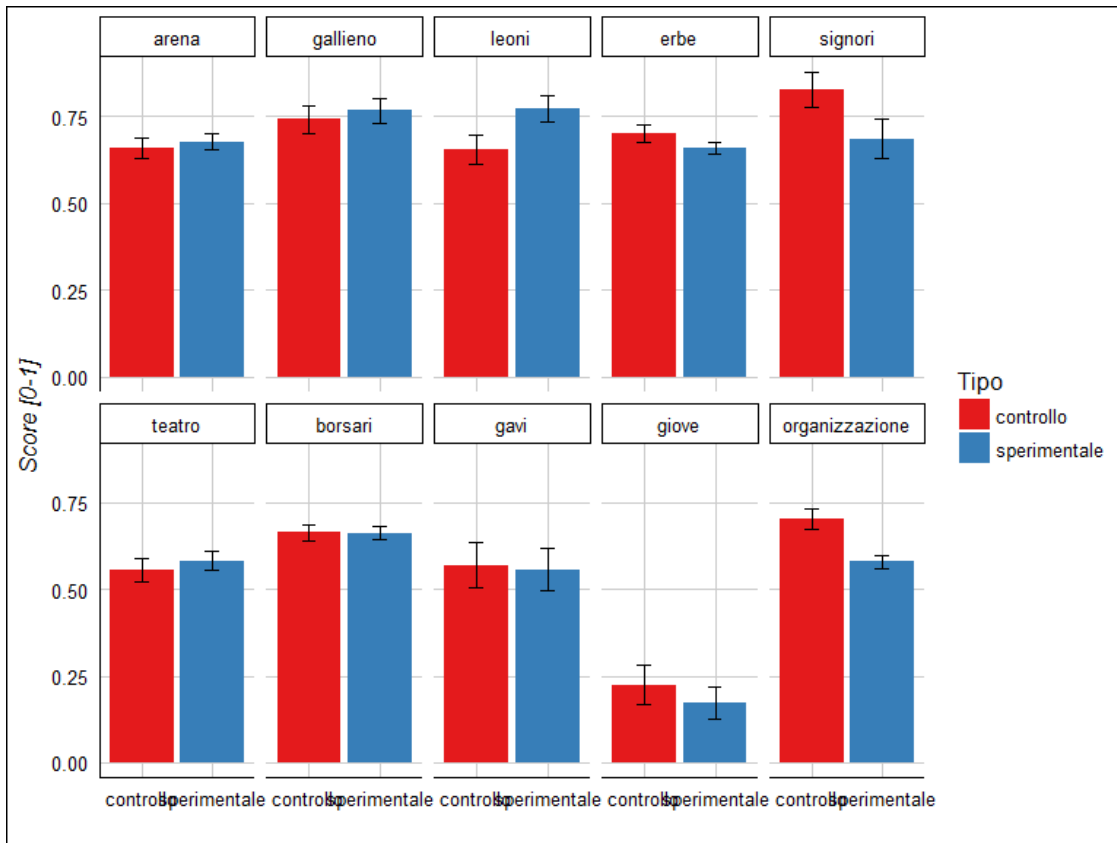 arena gallieno leoni erbe signori
0.75
0.50
0.25
0.00
Score [0-1]
teatro borsari gavi giove organizzazione
0.75
0.50
0.25
0.00
controllo sperimentale controllo sperimentale controllo sperimentale controllo sperimentale controllo sperimentale
Tipo
controllo
sperimentale